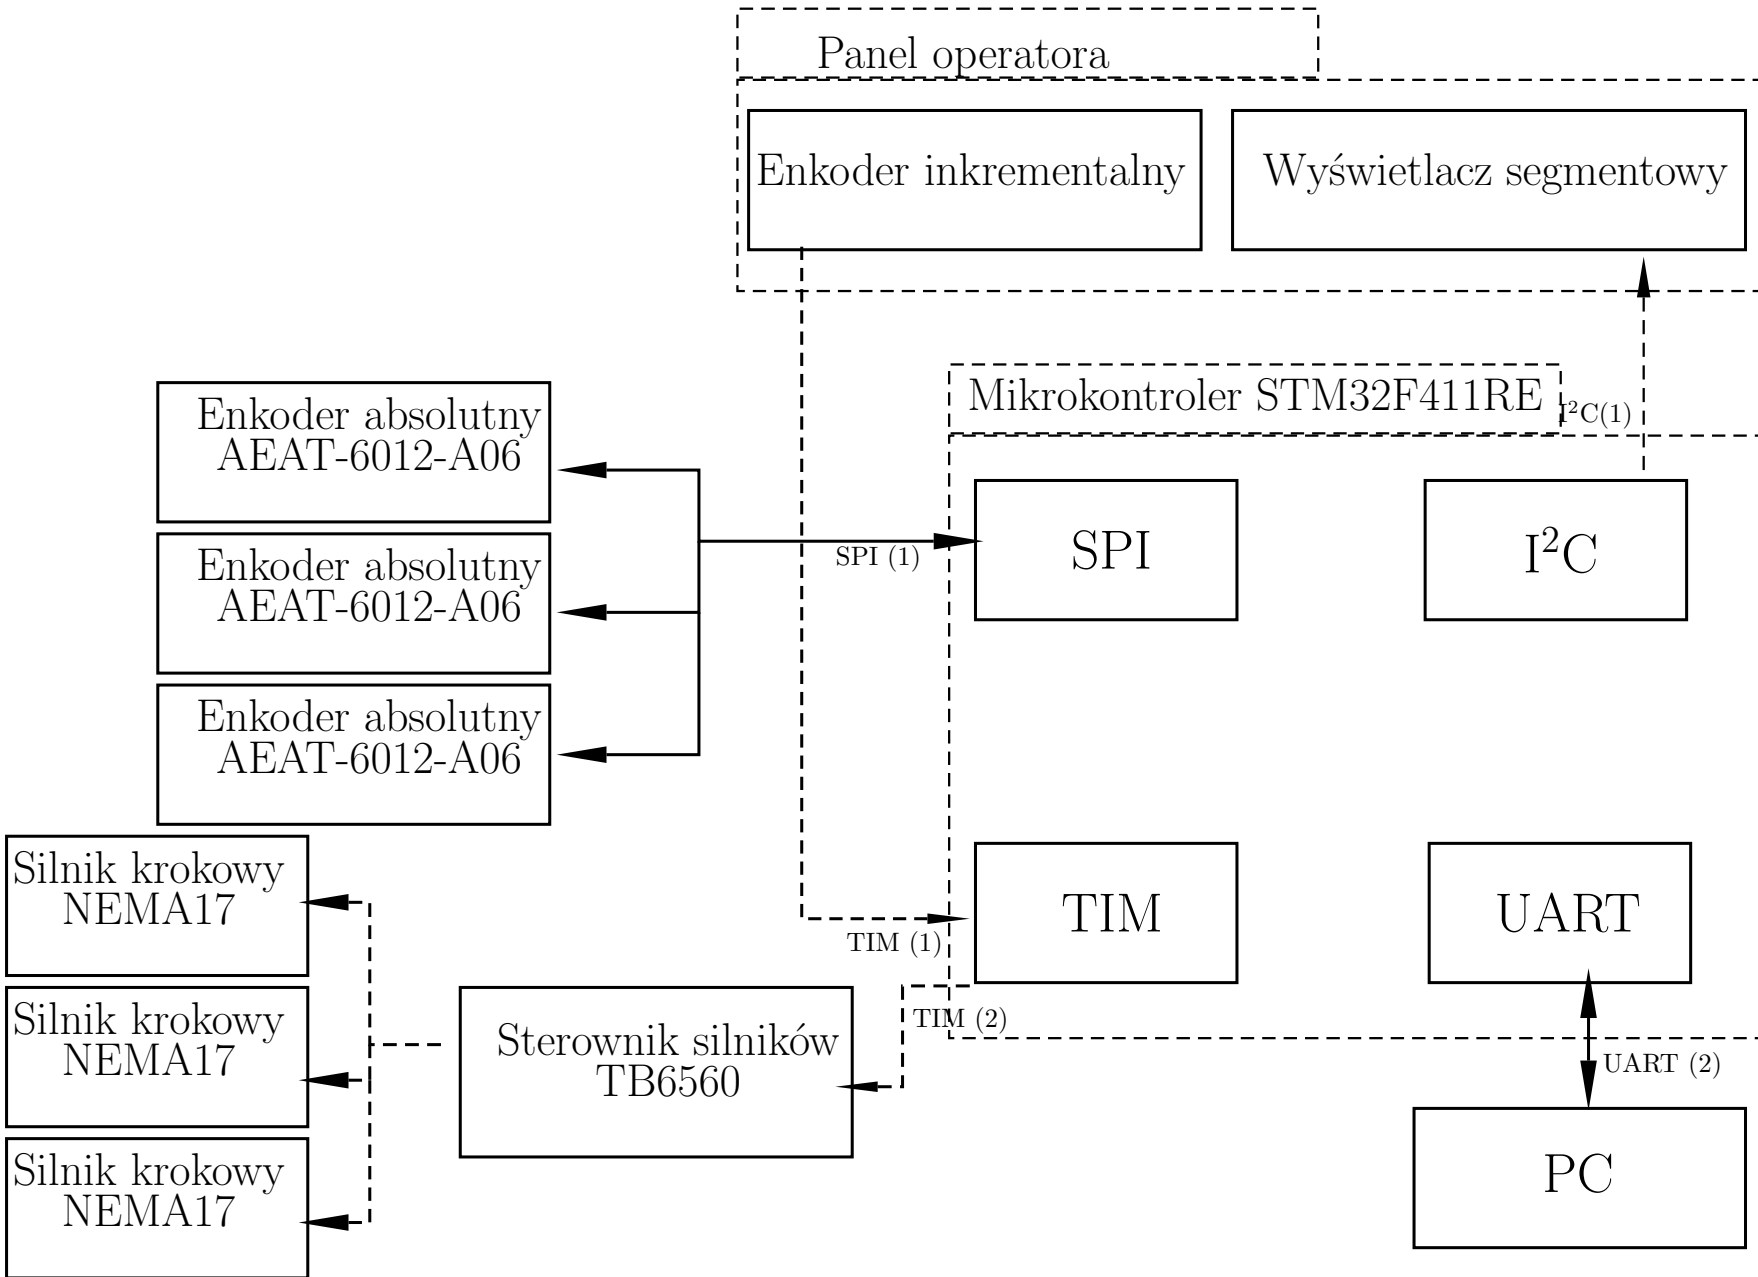 Panel operatora
Enkoder inkrementalny
Wyświetlacz segmentowy
Mikrokontroler STM32F411RE
I²C(1)
Enkoder absolutny
AEAT-6012-A06
SPI (1)
SPI
I²C
Enkoder absolutny
AEAT-6012-A06
Enkoder absolutny
AEAT-6012-A06
Silnik krokowy
NEMA17
TIM (1)
TIM
UART
Silnik krokowy
NEMA17
Sterownik silników
TB6560
TIM (2)
UART (2)
Silnik krokowy
NEMA17
PC